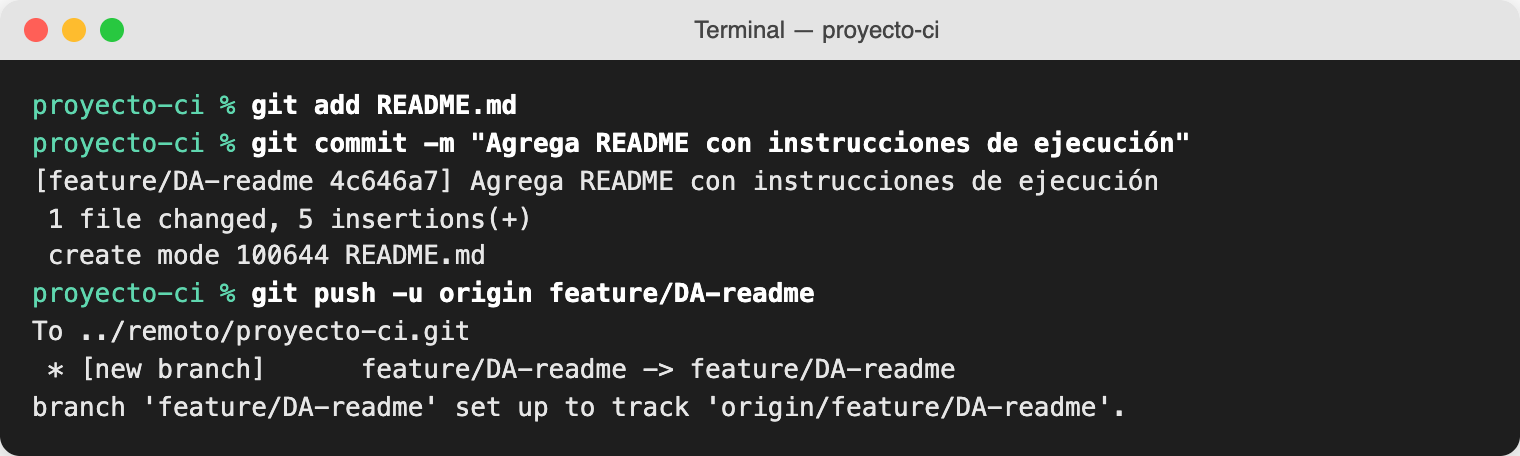 Terminal — proyecto-ci
proyecto-ci % git add README.md
proyecto-ci % git commit -m "Agrega README con instrucciones de ejecución"
[feature/DA-readme 4c646a7] Agrega README con instrucciones de ejecución
 1 file changed, 5 insertions(+)
 create mode 100644 README.md
proyecto-ci % git push -u origin feature/DA-readme
To ../remoto/proyecto-ci.git
 * [new branch]      feature/DA-readme -> feature/DA-readme
branch 'feature/DA-readme' set up to track 'origin/feature/DA-readme'.